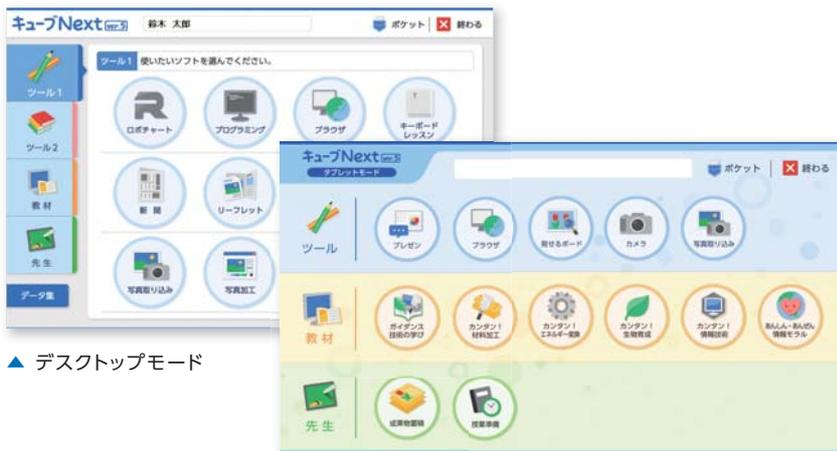 キューブNext ver.5
鈴木 太郎
ポケット
終わる
ツール1
ツール1 使いたいソフトを選んでください。
ロボチャート
プログラミング
ブラウザ
キーボード
レッスン
ツール2
新聞
リーフレット
教材
写真取り込み
写真加工
先生
データ集
▲ デスクトップモード
キューブNext ver.5
タブレットモード
ポケット
終わる
ツール
プレゼン
ブラウザ
見せるボード
カメラ
写真取り込み
教材
ガイダンス
技術の学び
カンタン!
材料加工
カンタン!
エネルギー変換
カンタン!
生物育成
カンタン!
情報技術
あんしん・あんぜん
情報モラル
先生
成果物蓄積
授業準備